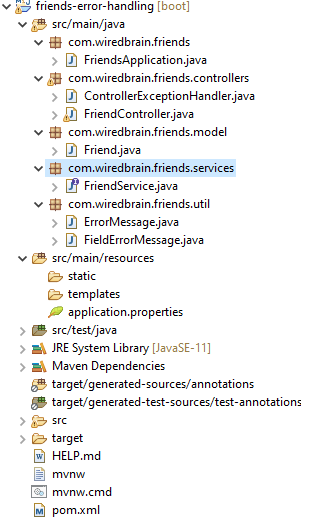 friends-error-handling [boot]
src/main/java
com.wiredbrain.friends
FriendsApplication.java
com.wiredbrain.friends.controllers
ControllerExceptionHandler.java
FriendController.java
com.wiredbrain.friends.model
Friend.java
com.wiredbrain.friends.services
FriendService.java
com.wiredbrain.friends.util
ErrorMessage.java
FieldErrorMessage.java
src/main/resources
static
templates
application.properties
src/test/java
JRE System Library [JavaSE-11]
Maven Dependencies
target/generated-sources/annotations
target/generated-test-sources/test-annotations
src
target
HELP.md
mvnw
mvnw.cmd
pom.xml